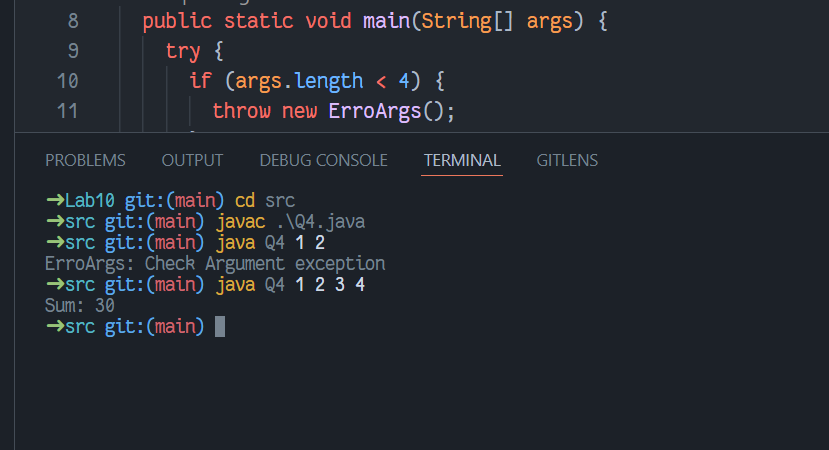 8 public static void main(String[] args) {
9 try {
10 if (args.length < 4) {
11 throw new ErroArgs();
PROBLEMS OUTPUT DEBUG CONSOLE TERMINAL GITLENS
➜Lab10 git:(main) cd src
➜src git:(main) javac .\Q4.java
➜src git:(main) java Q4 1 2
ErroArgs: Check Argument exception
➜src git:(main) java Q4 1 2 3 4
Sum: 30
➜src git:(main)